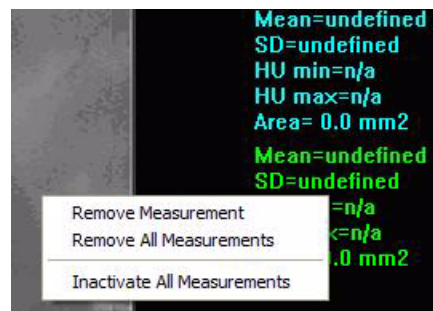 Mean=undefined
SD=undefined
HU min=n/a
HU max=n/a
Area= 0.0 mm2
Mean=undefined
SD=undefined
=n/a
=n/a
.0 mm2
Remove Measurement
Remove All Measurements
Inactivate All Measurements